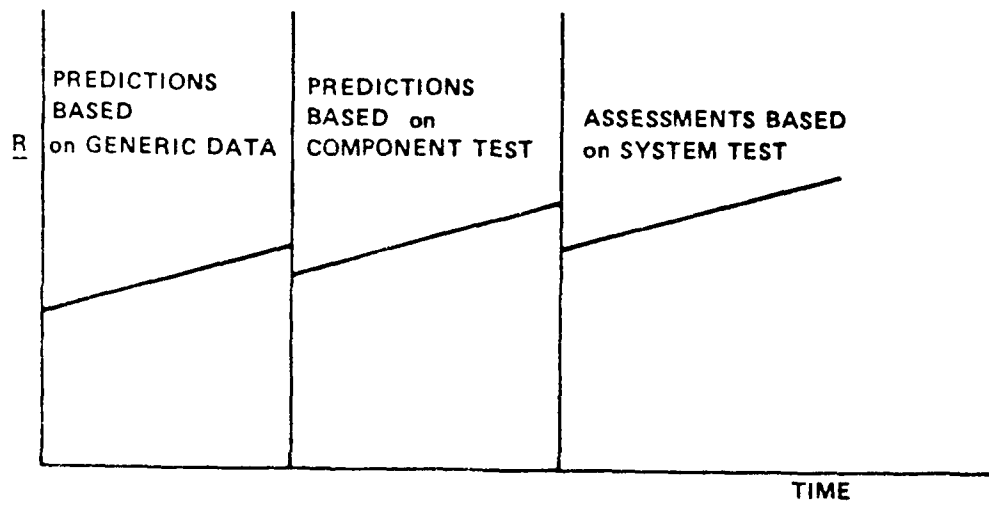 PREDICTIONS
BASED
on GENERIC DATA
R
PREDICTIONS
BASED on
COMPONENT TEST
ASSESSMENTS BASED
on SYSTEM TEST
TIME